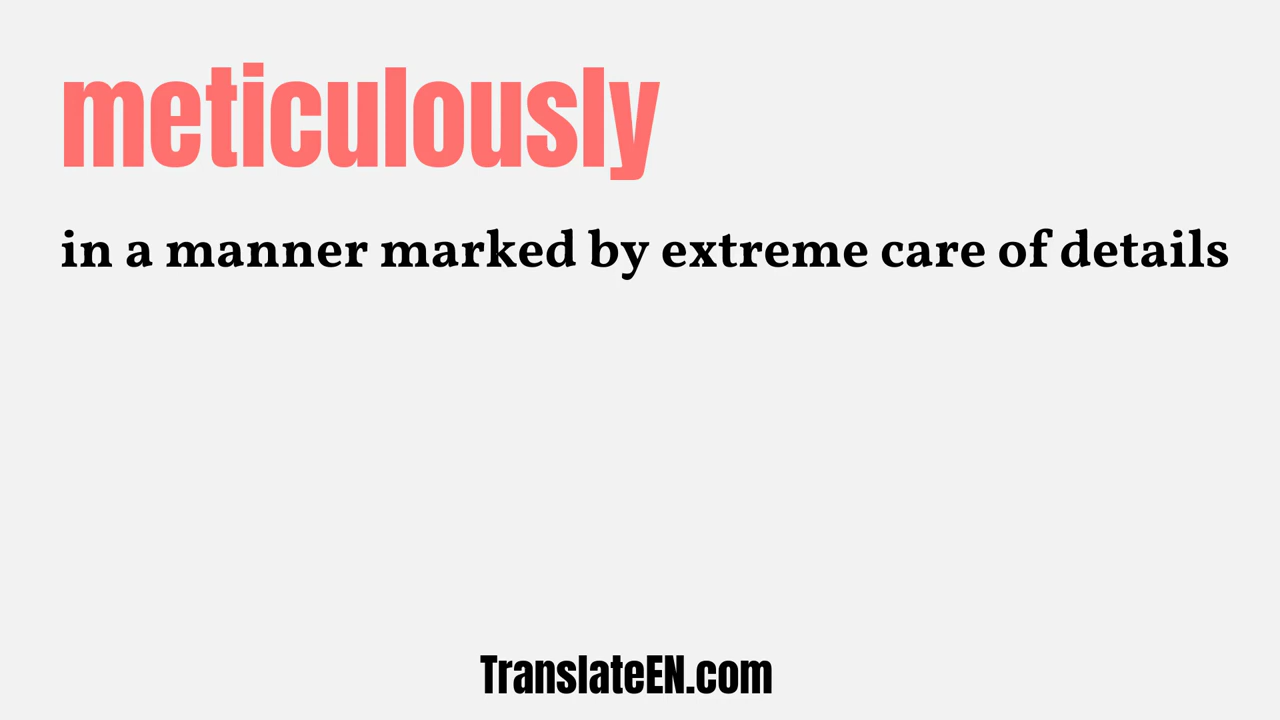 meticulously
in a manner marked by extreme care of details
TranslateEN.com